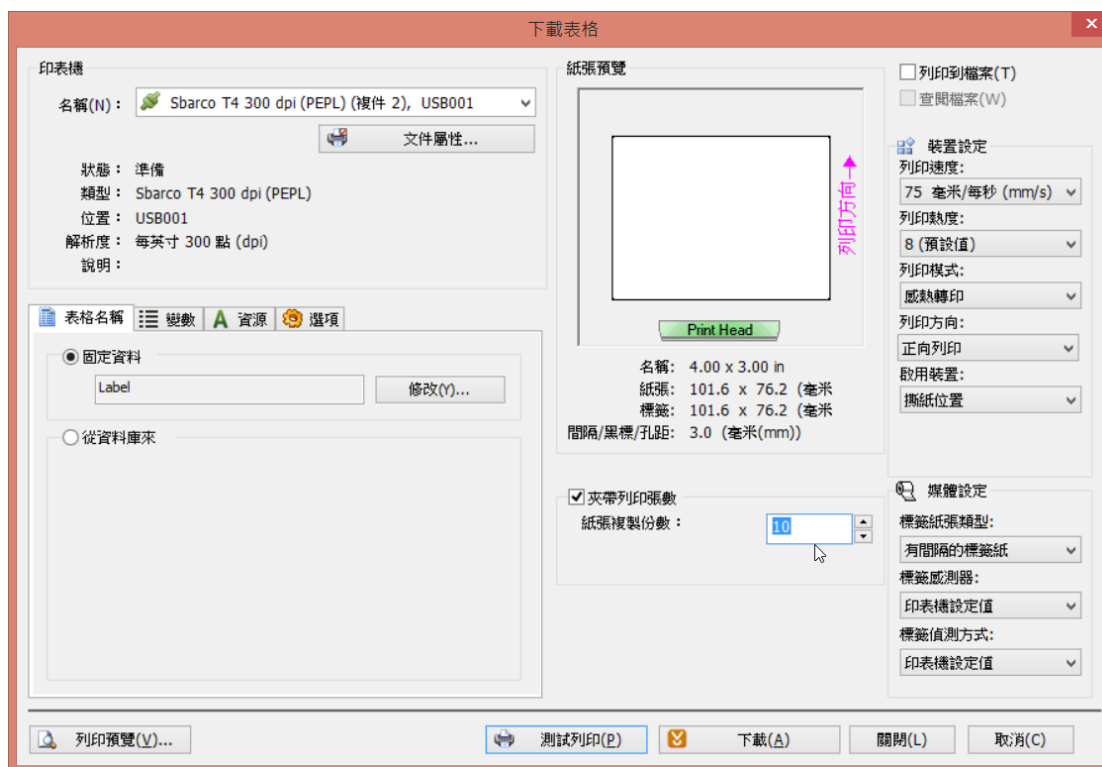 下載表格
印表機
名稱(N)： Sbarco T4 300 dpi (PEPL) (複件 2), USB001
文件屬性...
狀態： 準備
類型： Sbarco T4 300 dpi (PEPL)
位置： USB001
解析度： 每英寸 300 點 (dpi)
說明：
表格名稱 變數 A 資源 選項
固定資料
Label 修改(Y)...
從資料庫來
紙張預覽
列印方向
Print Head
名稱: 4.00 x 3.00 in
紙張: 101.6 x 76.2 (毫米
標籤: 101.6 x 76.2 (毫米
間隔/黑標/孔距: 3.0 (毫米(mm))
夾帶列印張數
紙張複製份數： 10
列印到檔案(T)
查閱檔案(W)
裝置設定
列印速度:
75 毫米/每秒 (mm/s)
列印熱度:
8 (預設值)
列印模式:
感熱轉印
列印方向:
正向列印
啟用裝置:
撕紙位置
媒體設定
標籤紙張類型:
有間隔的標籤紙
標籤感測器:
印表機設定值
標籤偵測方式:
印表機設定值
列印預覽(V)... 測試列印(P) 下載(A) 關閉(L) 取消(C)